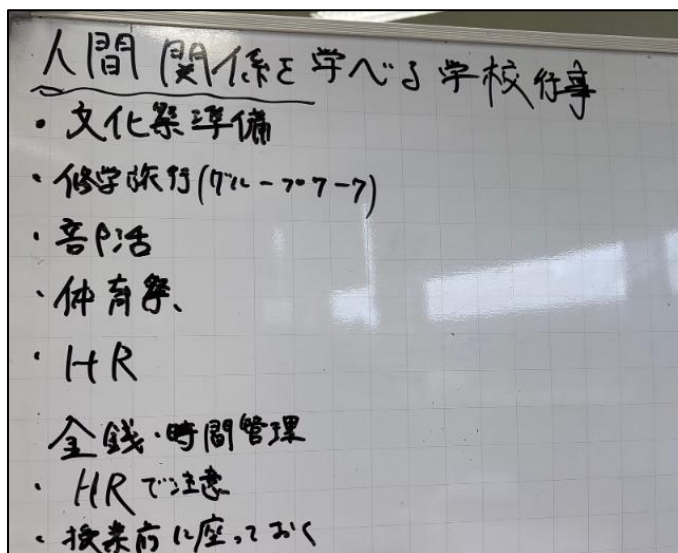 人間関係を学べる学校行事
・文化祭準備
・修学旅行(グループワーク)
・部活
・体育祭、
・HR
金銭・時間管理
・HRで注意
・授業前に座っておく